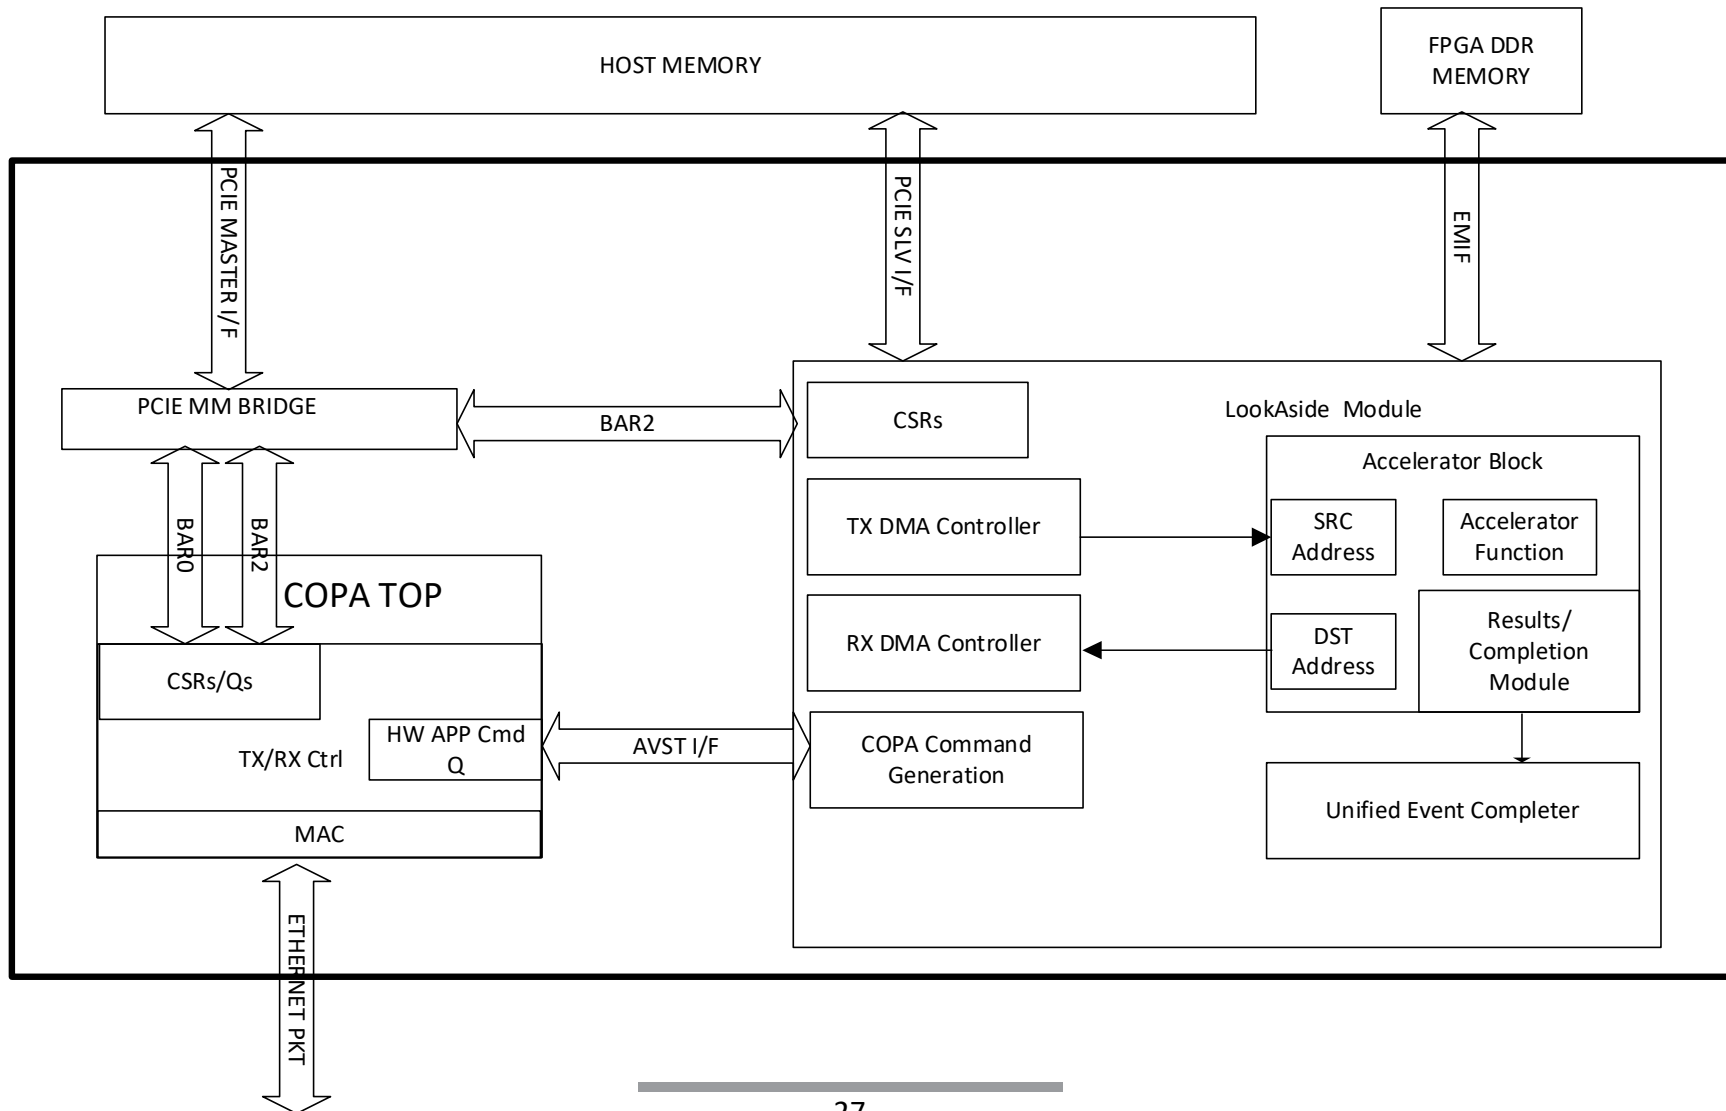 HOST MEMORY
FPGA DDR
MEMORY
PCIE MASTER I/F
PCIE SLV I/F
EMIF
PCIE MM BRIDGE
BAR2
CSRs
LookAside Module
Accelerator Block
TX DMA Controller
SRC
Address
Accelerator
Function
BAR0
BAR2
COPA TOP
RX DMA Controller
DST
Address
Results/
Completion
Module
CSRs/Qs
TX/RX Ctrl
HW APP Cmd
Q
AVST I/F
COPA Command
Generation
Unified Event Completer
MAC
ETHERNET PKT
27